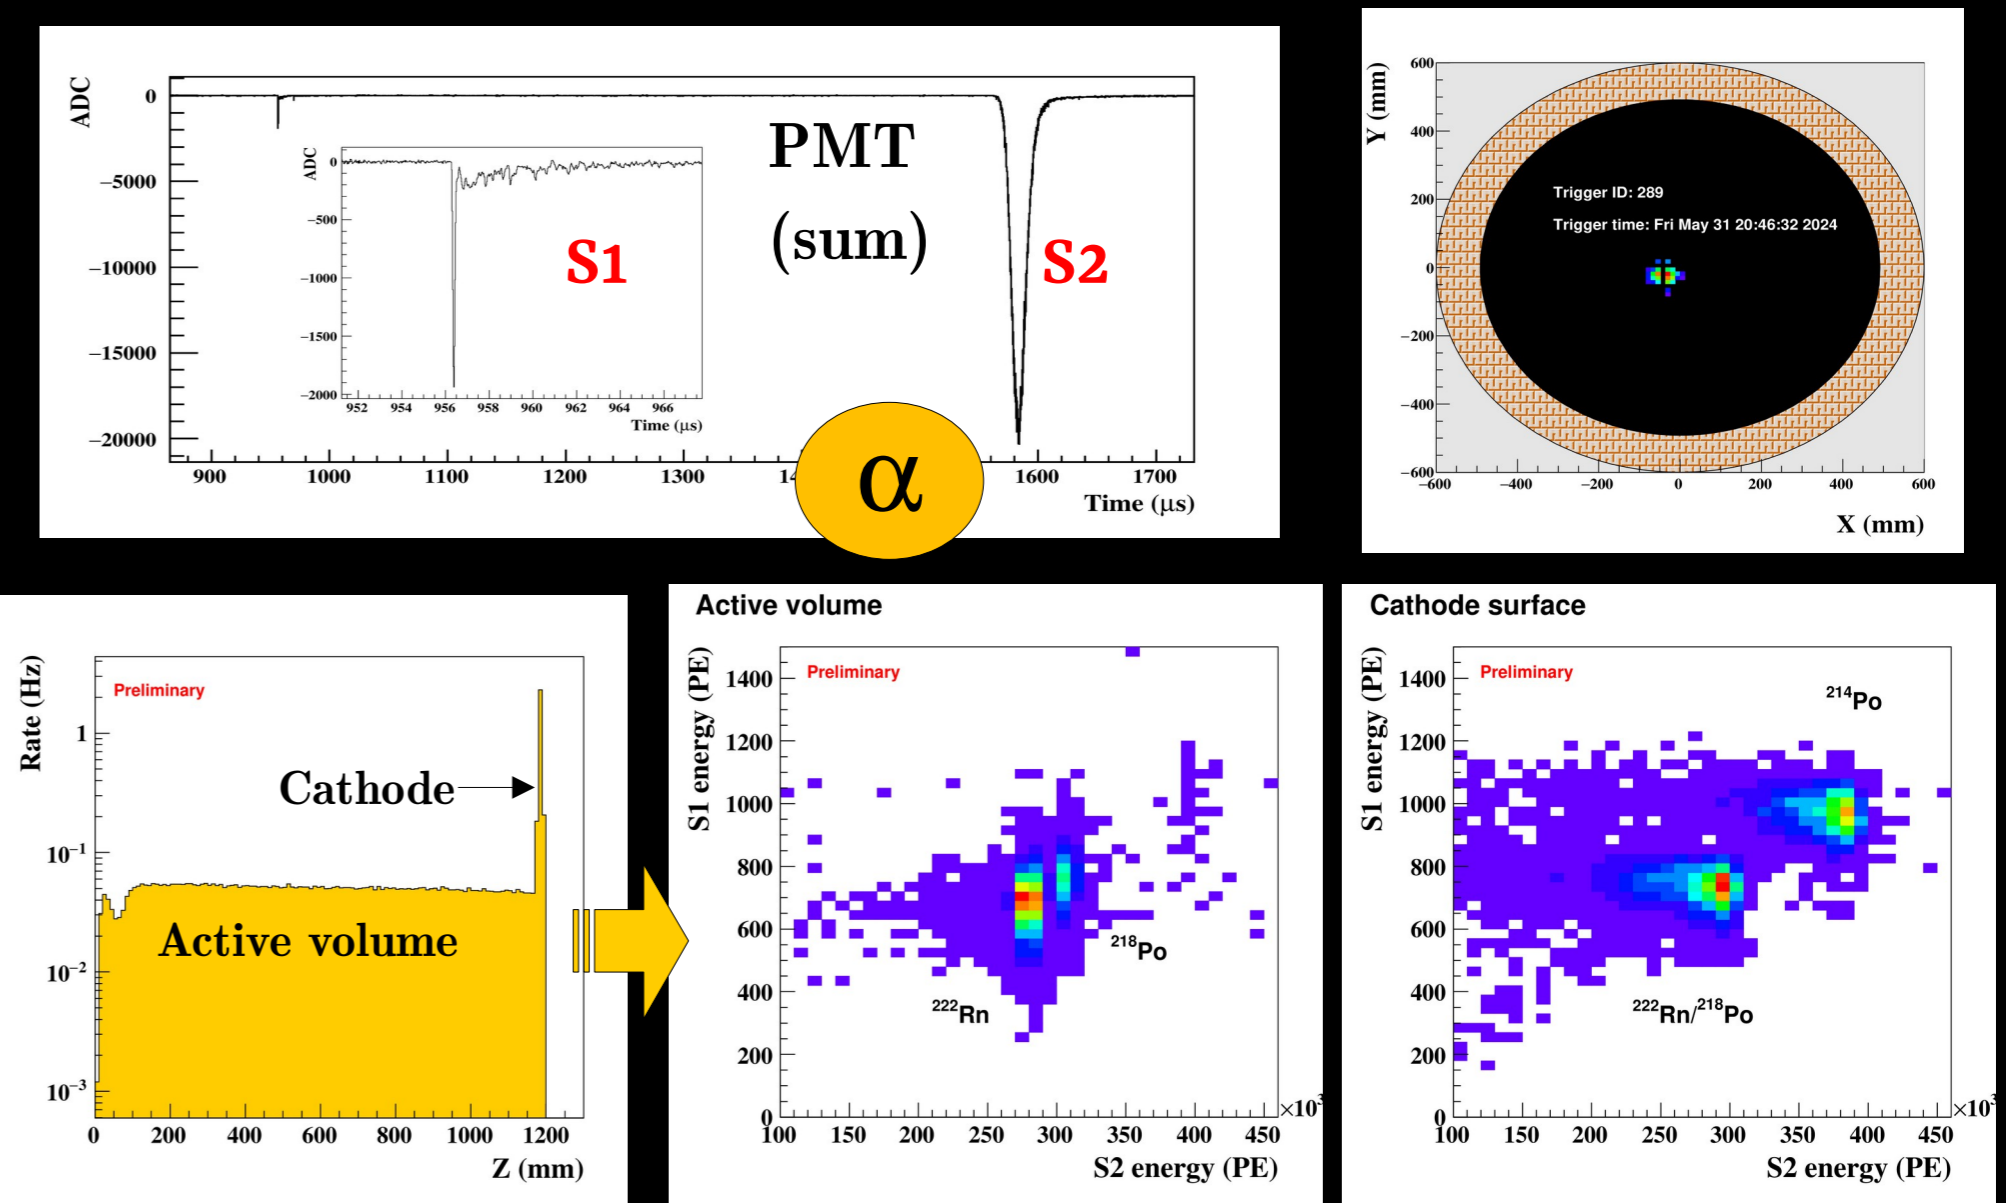 ADC
0
−5000
−10000
−15000
−20000
900
1000
1100
1200
1300
1600
1700
Time (μs)
PMT
(sum)
S1
S2
ADC
0
−500
−1000
−1500
−2000
952
954
956
958
960
962
964
966
Time (μs)
α
Y (mm)
600
400
200
0
−200
−400
−600
−600
−400
−200
0
200
400
600
X (mm)
Trigger ID: 289
Trigger time: Fri May 31 20:46:32 2024
Rate (Hz)
Preliminary
1
10⁻¹
10⁻²
10⁻³
Cathode
Active volume
0
200
400
600
800
1000
1200
Z (mm)
Active volume
S1 energy (PE)
Preliminary
1400
1200
1000
800
600
400
200
0
²¹⁸Po
²²²Rn
×10³
100
150
200
250
300
350
400
450
S2 energy (PE)
Cathode surface
S1 energy (PE)
Preliminary
²¹⁴Po
1400
1200
1000
800
600
400
200
0
²²²Rn/²¹⁸Po
×10³
100
150
200
250
300
350
400
450
S2 energy (PE)